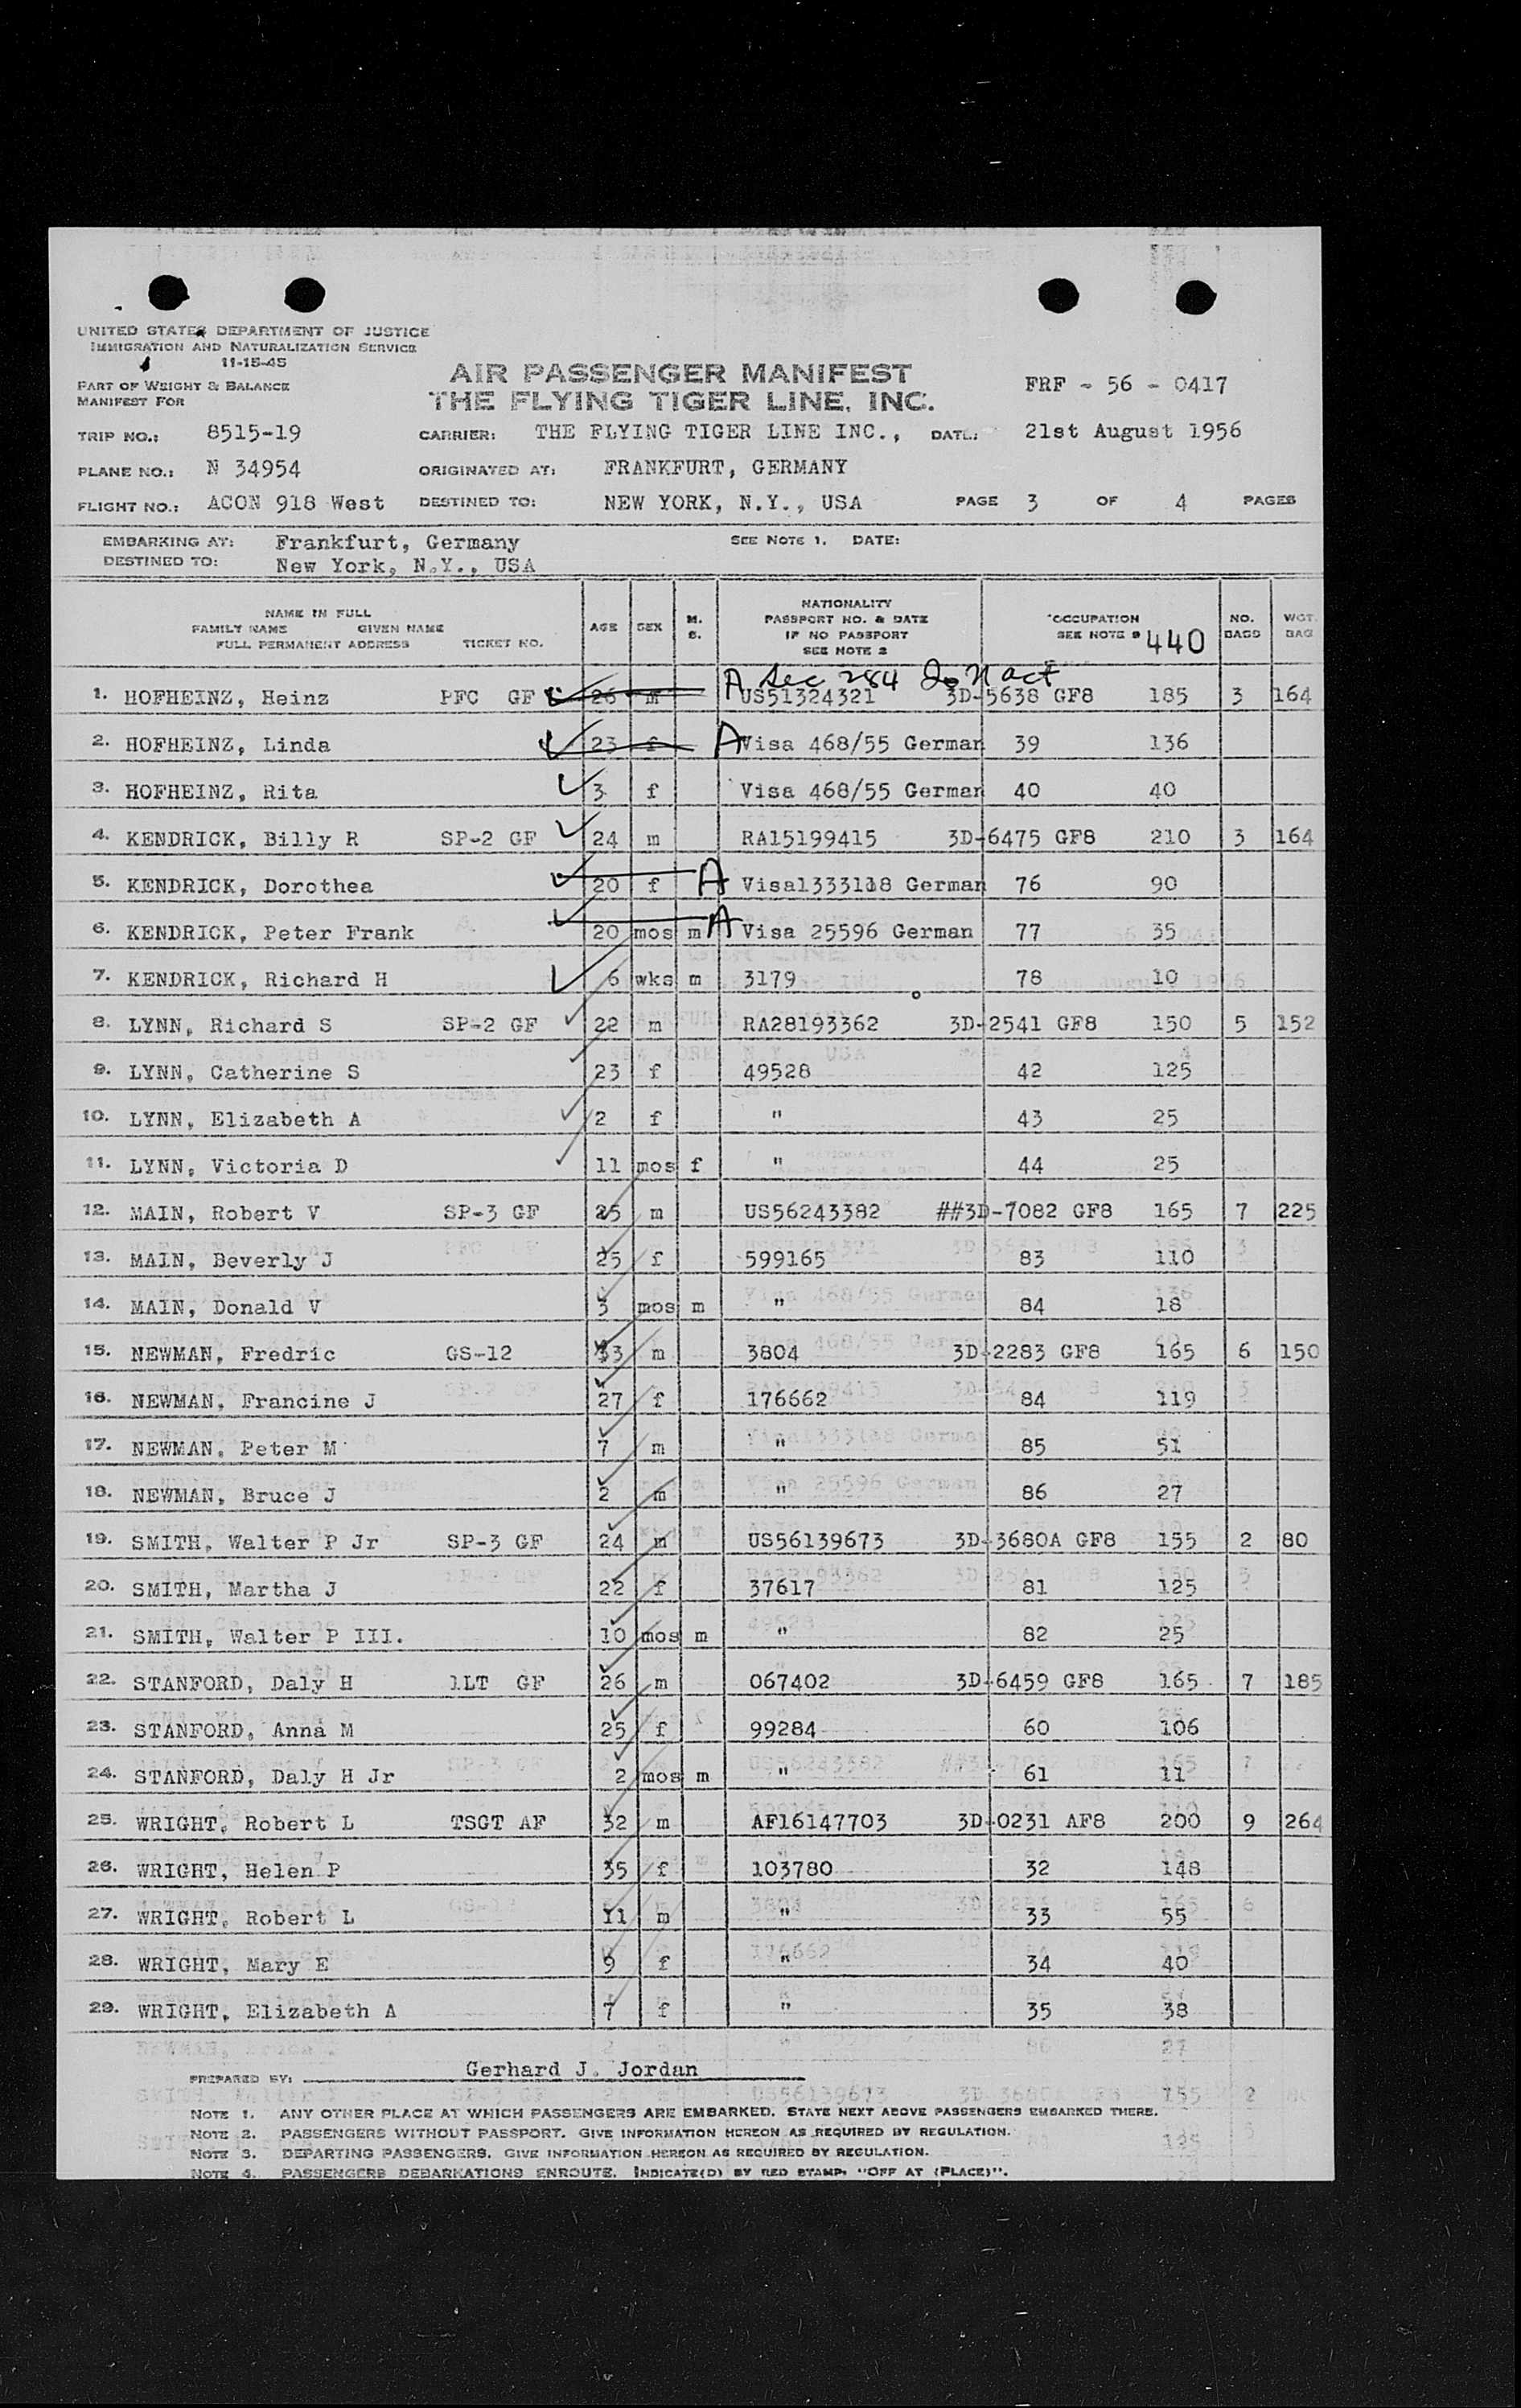 UNITED STATES DEPARTMENT OF JUSTICE
IMMIGRATION AND NATURALIZATION SERVICE
11-15-45
PART OF WEIGHT & BALANCE
MANIFEST FOR
AIR PASSENGER MANIFEST
THE FLYING TIGER LINE, INC.
FRF - 56 - 0417
TRIP NO.: 8515-19 CARRIER: THE FLYING TIGER LINE INC., DATE: 21st August 1956
PLANE NO.: N 34954 ORIGINATED AT: FRANKFURT, GERMANY
FLIGHT NO.: ACON 918 West DESTINED TO: NEW YORK, N.Y., USA PAGE 3 OF 4 PAGES
EMBARKING AT: Frankfurt, Germany SEE NOTE 1. DATE:
DESTINED TO: New York, N.Y., USA
NAME IN FULL
FAMILY NAME GIVEN NAME
FULL PERMANENT ADDRESS TICKET NO.
AGE SEX M. S.
NATIONALITY
PASSPORT NO. & DATE
IF NO PASSPORT
SEE NOTE 2
OCCUPATION
SEE NOTE 3 440
NO. BAGS
WGT. BAG
A Sec 284 I+N act
1. HOFHEINZ, Heinz PFC GF 26 m US51324321 3D-5638 GF8 185 3 164
2. HOFHEINZ, Linda 23 f A Visa 468/55 German 39 136
3. HOFHEINZ, Rita 3 f Visa 468/55 German 40 40
4. KENDRICK, Billy R SP-2 GF 24 m RA15199415 3D-6475 GF8 210 3 164
5. KENDRICK, Dorothea 20 f A Visa1333118 German 76 90
6. KENDRICK, Peter Frank 20 mos m A Visa 25596 German 77 35
7. KENDRICK, Richard H 6 wks m 3179 78 10
8. LYNN, Richard S SP-2 GF 22 m RA28193362 3D-2541 GF8 150 5 152
9. LYNN, Catherine S 23 f 49528 42 125
10. LYNN, Elizabeth A 2 f " 43 25
11. LYNN, Victoria D 11 mos f " 44 25
12. MAIN, Robert V SP-3 GF 25 m US56243382 ##3D-7082 GF8 165 7 225
13. MAIN, Beverly J 25 f 599165 83 110
14. MAIN, Donald V 3 mos m " 84 18
15. NEWMAN, Fredric GS-12 33 m 3804 3D-2283 GF8 165 6 150
16. NEWMAN, Francine J 27 f 176662 84 119
17. NEWMAN, Peter M 7 m " 85 51
18. NEWMAN, Bruce J 2 m " 86 27
19. SMITH, Walter P Jr SP-3 GF 24 m US56139673 3D-3680A GF8 155 2 80
20. SMITH, Martha J 22 f 37617 81 125
21. SMITH, Walter P III. 10 mos m " 82 25
22. STANFORD, Daly H 1LT GF 26 m 067402 3D-6459 GF8 165 7 185
23. STANFORD, Anna M 25 f 99284 60 106
24. STANFORD, Daly H Jr 2 mos m " 61 11
25. WRIGHT, Robert L TSGT AF 32 m AF16147703 3D-0231 AF8 200 9 264
26. WRIGHT, Helen P 35 f 103780 32 148
27. WRIGHT, Robert L 11 m " 33 55
28. WRIGHT, Mary E 9 f " 34 40
29. WRIGHT, Elizabeth A 7 f " 35 38
PREPARED BY: Gerhard J. Jordan
NOTE 1. ANY OTHER PLACE AT WHICH PASSENGERS ARE EMBARKED. STATE NEXT ABOVE PASSENGERS EMBARKED THERE.
NOTE 2. PASSENGERS WITHOUT PASSPORT. GIVE INFORMATION HEREON AS REQUIRED BY REGULATION.
NOTE 3. DEPARTING PASSENGERS. GIVE INFORMATION HEREON AS REQUIRED BY REGULATION.
NOTE 4. PASSENGERS DEBARKATIONS ENROUTE. INDICATE(D) BY RED STAMP. "OFF AT (PLACE)".